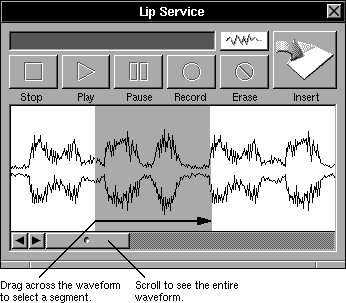 Lip Service
Stop
Play
Pause
Record
Erase
Insert
Drag across the waveform
to select a segment.
Scroll to see the entire
waveform.